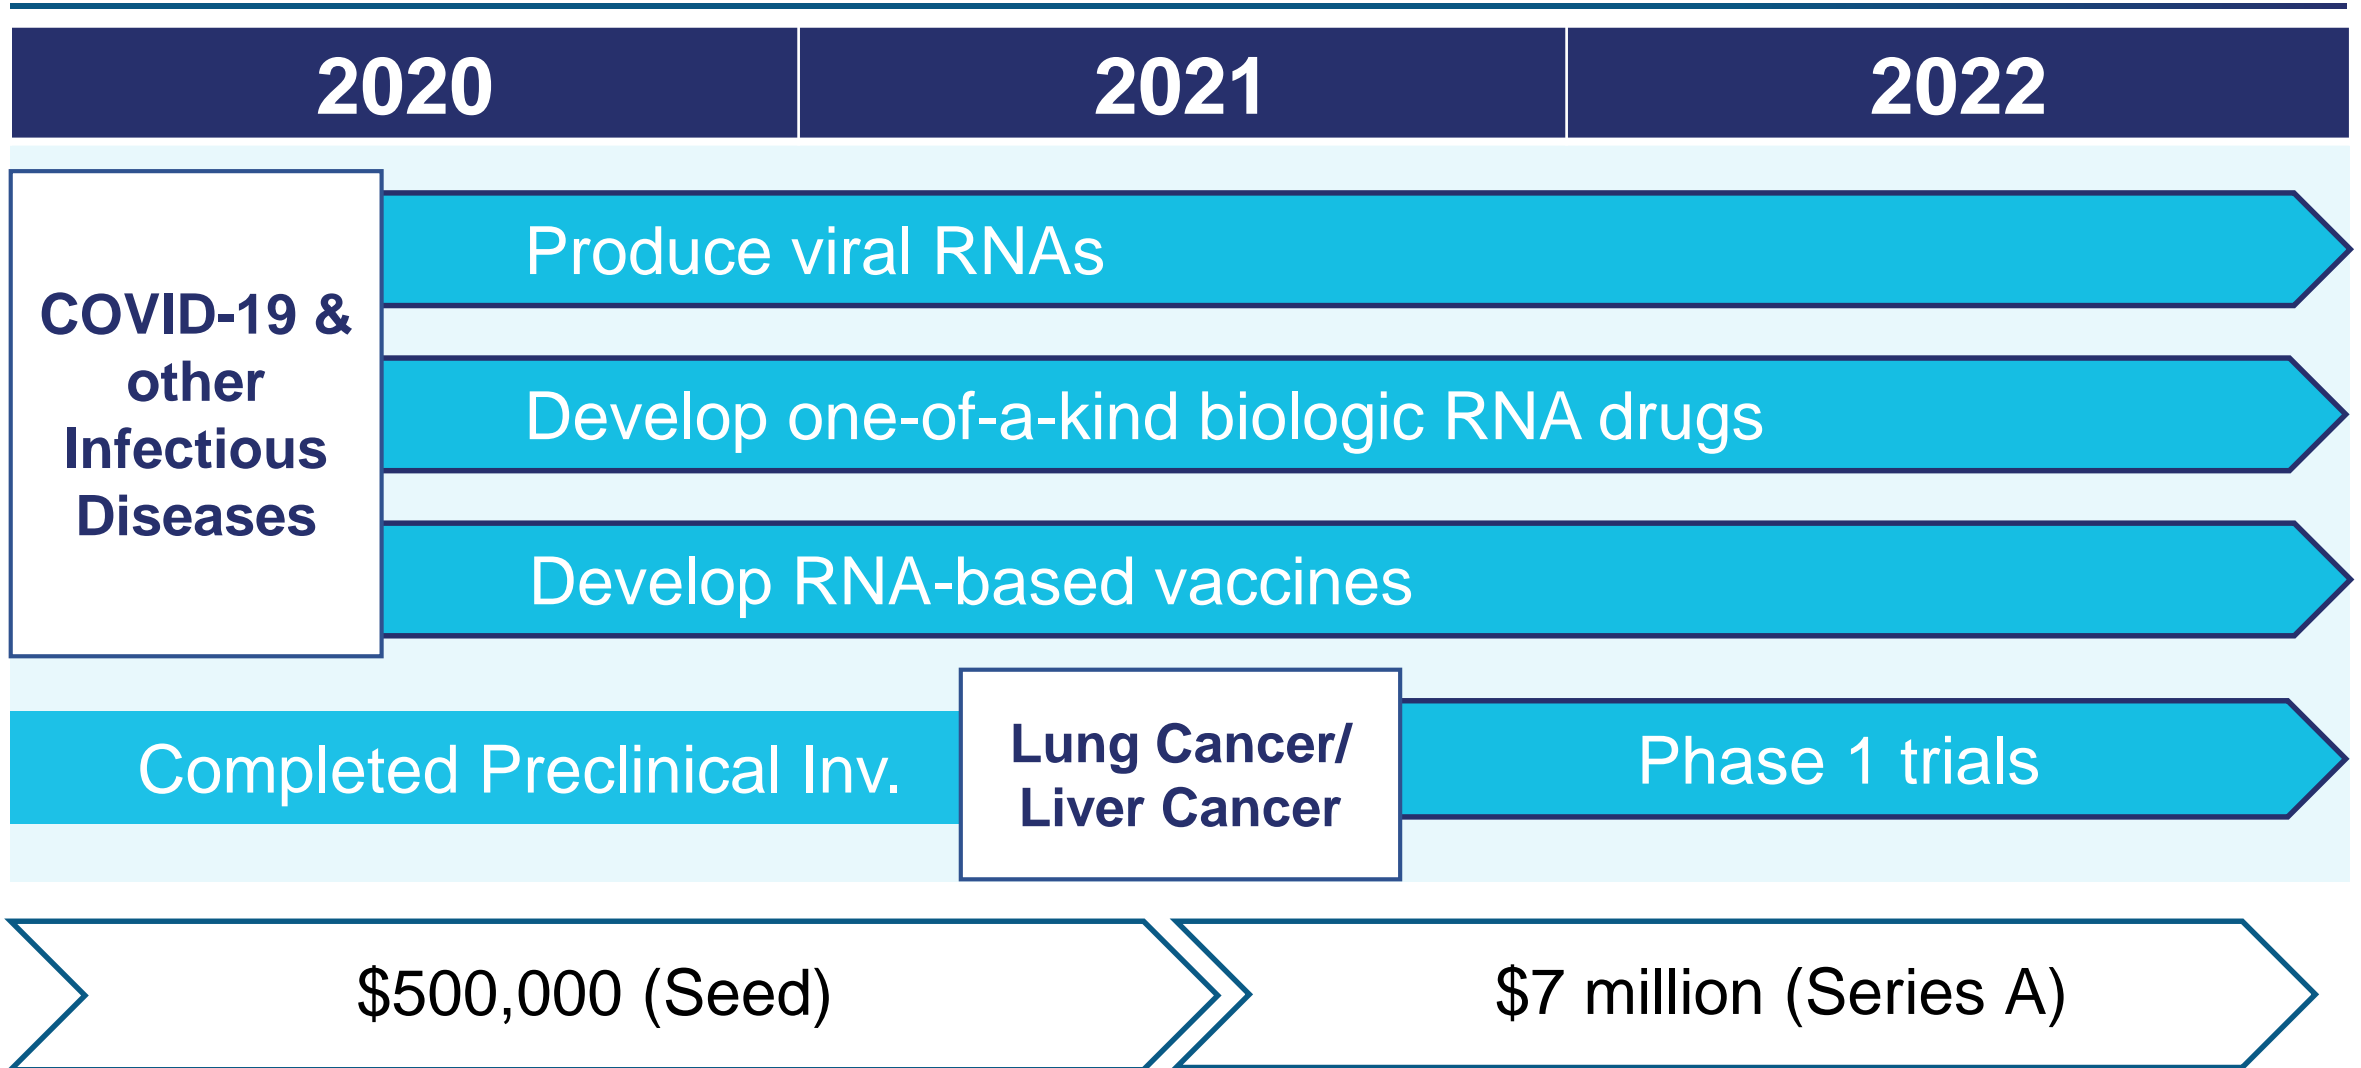 2020 2021 2022
COVID-19 &
other
Infectious
Diseases
Produce viral RNAs
Develop one-of-a-kind biologic RNA drugs
Develop RNA-based vaccines
Completed Preclinical Inv.
Lung Cancer/
Liver Cancer
Phase 1 trials
$500,000 (Seed)
$7 million (Series A)